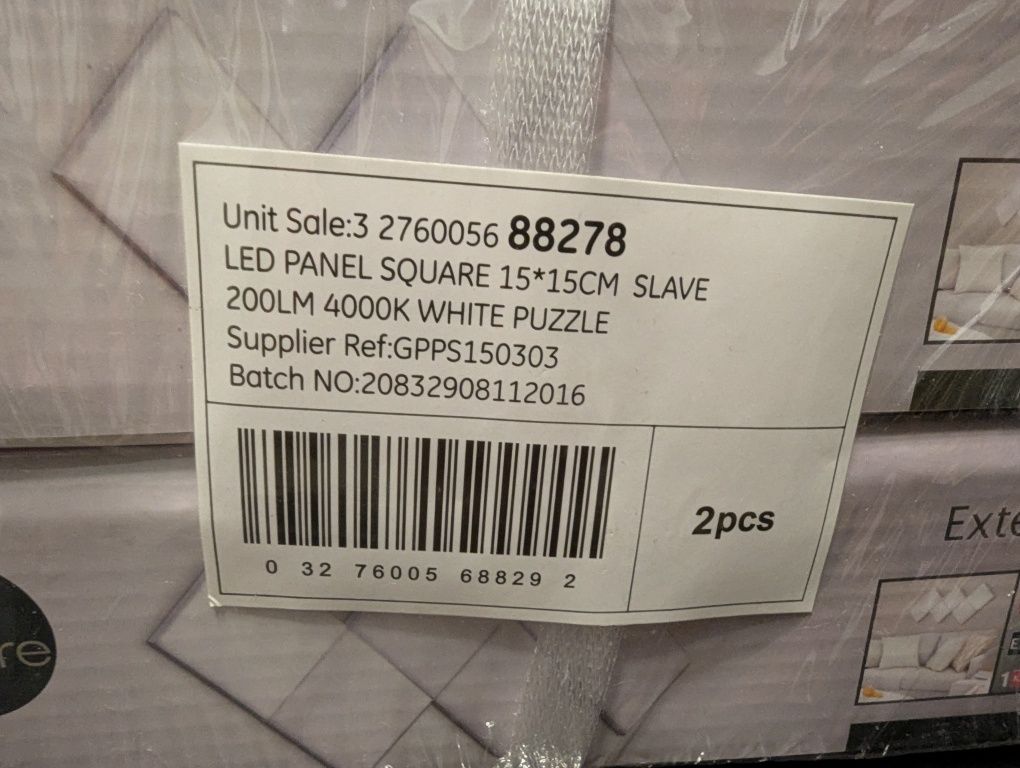 Unit Sale:3 2760056 88278
LED PANEL SQUARE 15*15CM SLAVE
200LM 4000K WHITE PUZZLE
Supplier Ref:GPPS150303
Batch NO:20832908112016
2pcs
0 32 76005 68829 2
Exte
re